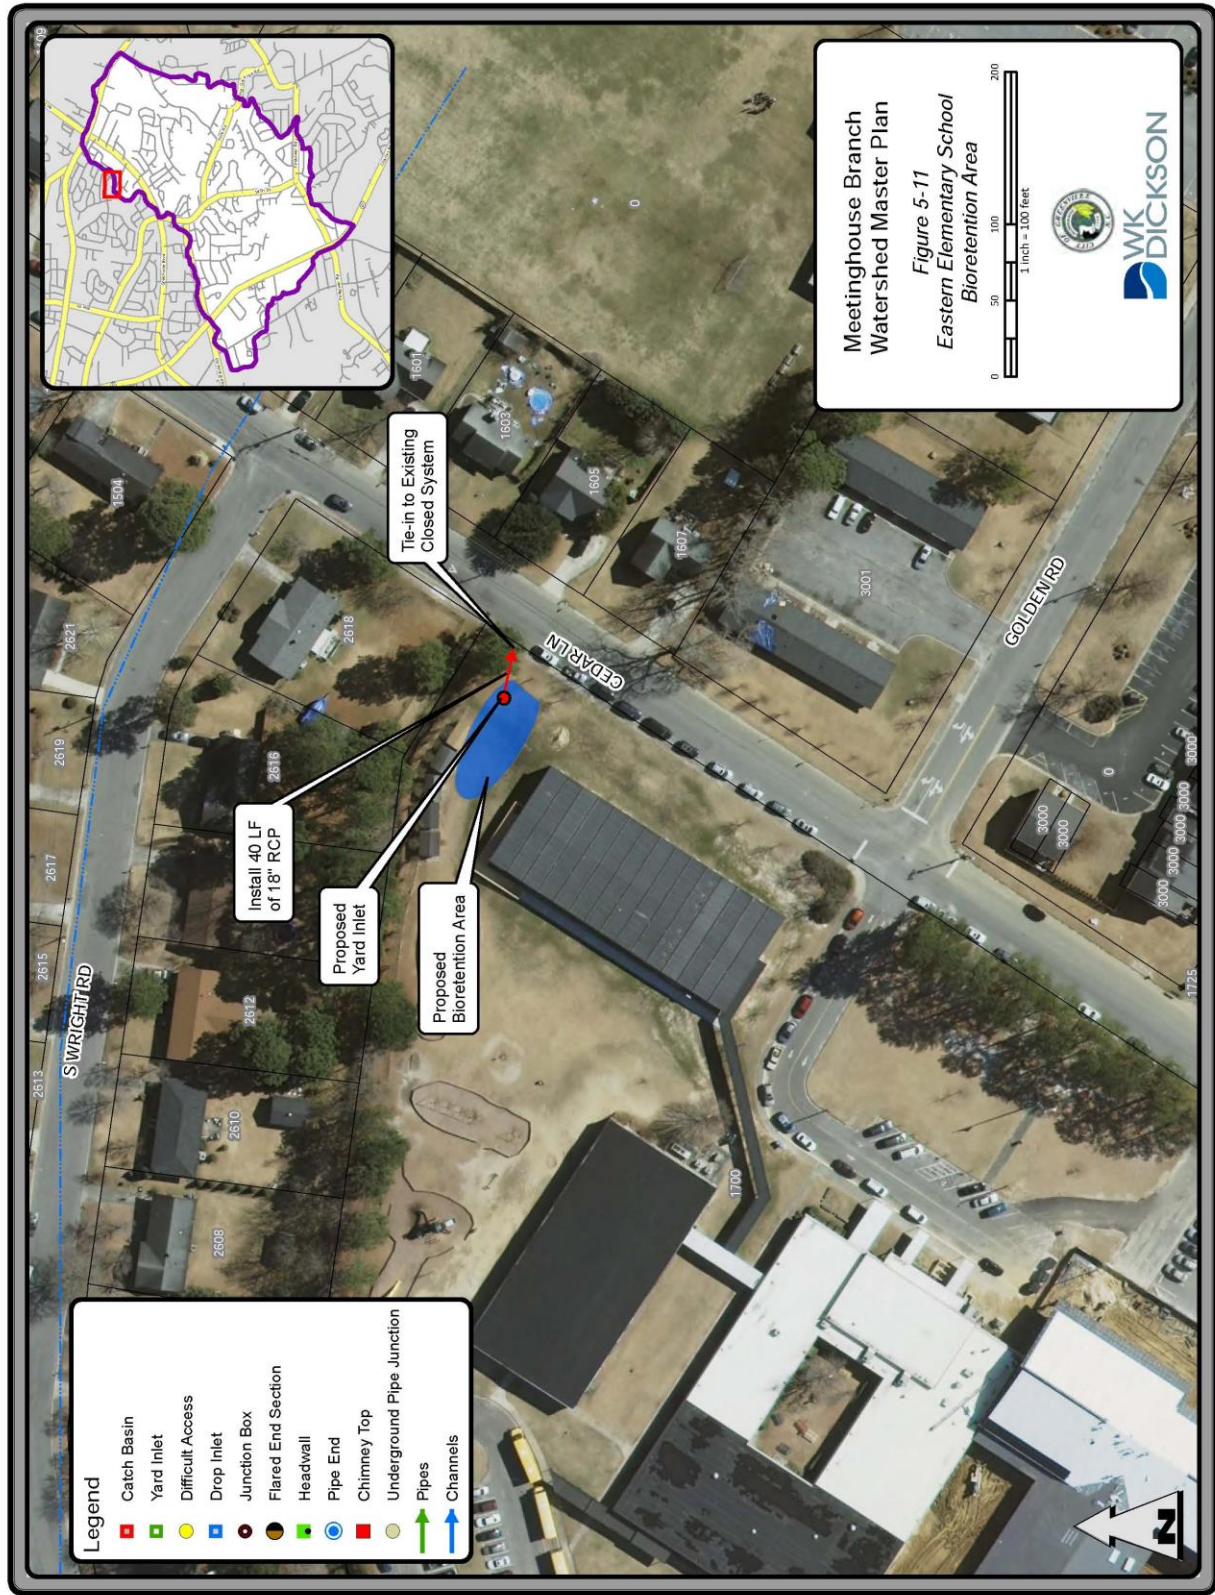 Legend
Catch Basin
Yard Inlet
Difficult Access
Drop Inlet
Junction Box
Flared End Section
Headwall
Pipe End
Chimney Top
Underground Pipe Junction
Pipes
Channels
N
S WRIGHT RD
CEDAR LN
GOLDEN RD
2608
2610
2612
2613
2615
2617
2619
2621
2616
2618
1504
1601
1603
1605
1607
3001
1700
1725
0
0
3000
3000
3000
3000
3000
3000
3000
Install 40 LF
of 18" RCP
Proposed
Yard Inlet
Proposed
Bioretention Area
Tie-in to Existing
Closed System
Meetinghouse Branch
Watershed Master Plan
Figure 5-11
Eastern Elementary School
Bioretention Area
0 50 100 200
1 inch = 100 feet
CITY OF GREENVILLE
WK
DICKSON